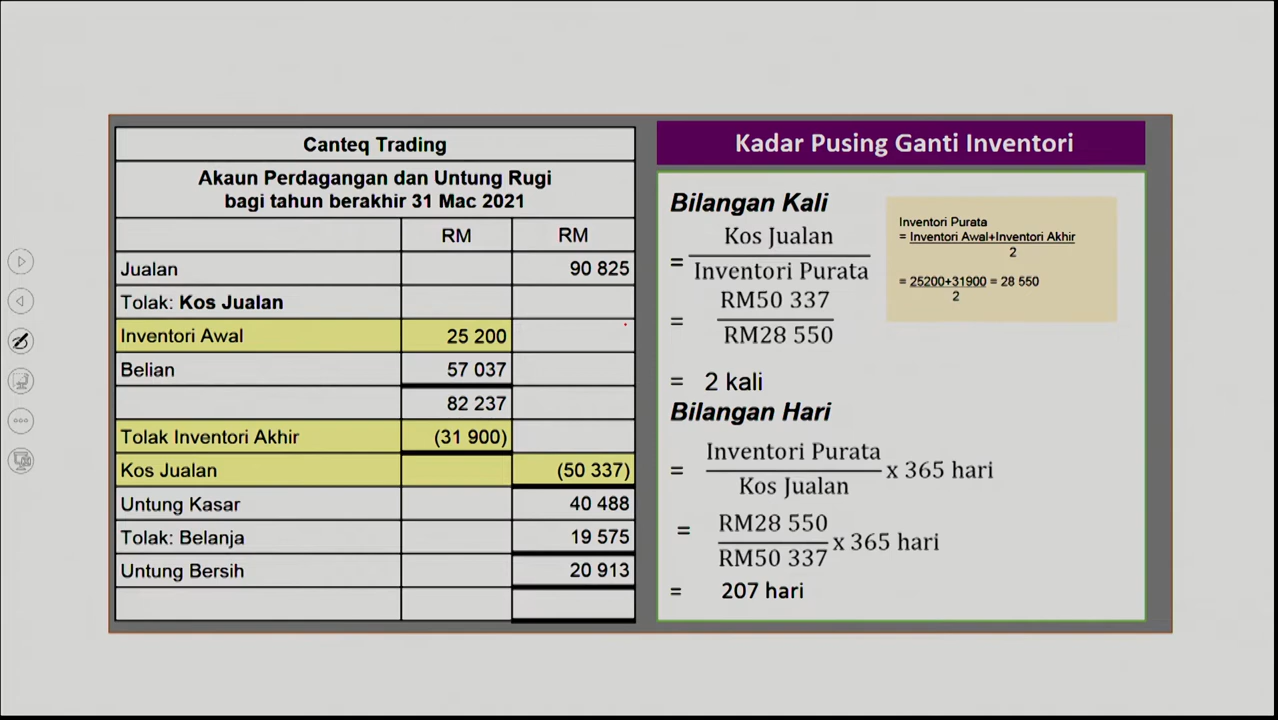 Canteq Trading
Akaun Perdagangan dan Untung Rugi
bagi tahun berakhir 31 Mac 2021
RM RM
Jualan 90 825
Tolak: Kos Jualan
Inventori Awal 25 200
Belian 57 037
82 237
Tolak Inventori Akhir (31 900)
Kos Jualan (50 337)
Untung Kasar 40 488
Tolak: Belanja 19 575
Untung Bersih 20 913
Kadar Pusing Ganti Inventori
Bilangan Kali
Kos Jualan
=
Inventori Purata
RM50 337
=
RM28 550
= 2 kali
Inventori Purata
= Inventori Awal+Inventori Akhir
2
= 25200+31900 = 28 550
2
Bilangan Hari
Inventori Purata
= x 365 hari
Kos Jualan
RM28 550
= x 365 hari
RM50 337
= 207 hari